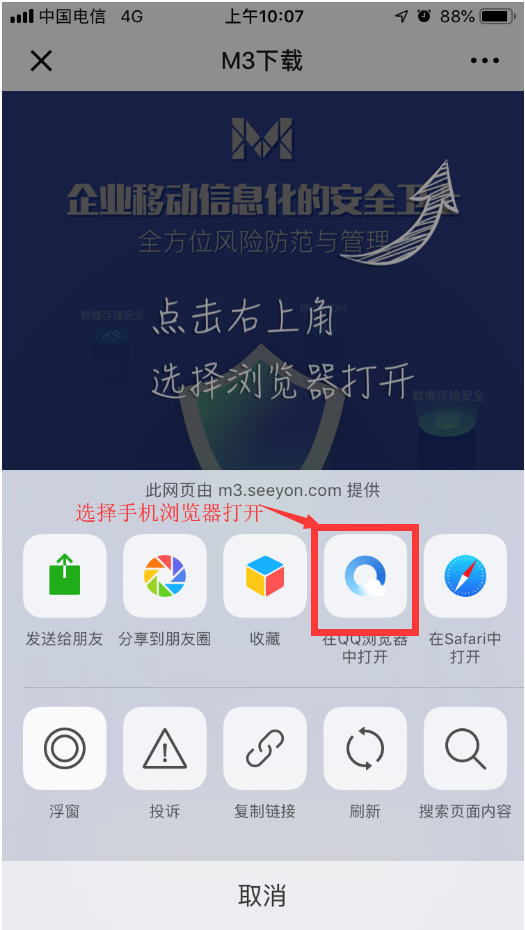 中国电信 4G 上午10:07 88%
M3下载
企业移动信息化的安全卫士
全方位风险防范与管理
数据存储安全
点击右上角
选择浏览器打开
数据传输安全
此网页由 m3.seeyon.com 提供
选择手机浏览器打开
发送给朋友
分享到朋友圈
收藏
在QQ浏览器
中打开
在Safari中
打开
浮窗
投诉
复制链接
刷新
搜索页面内容
取消